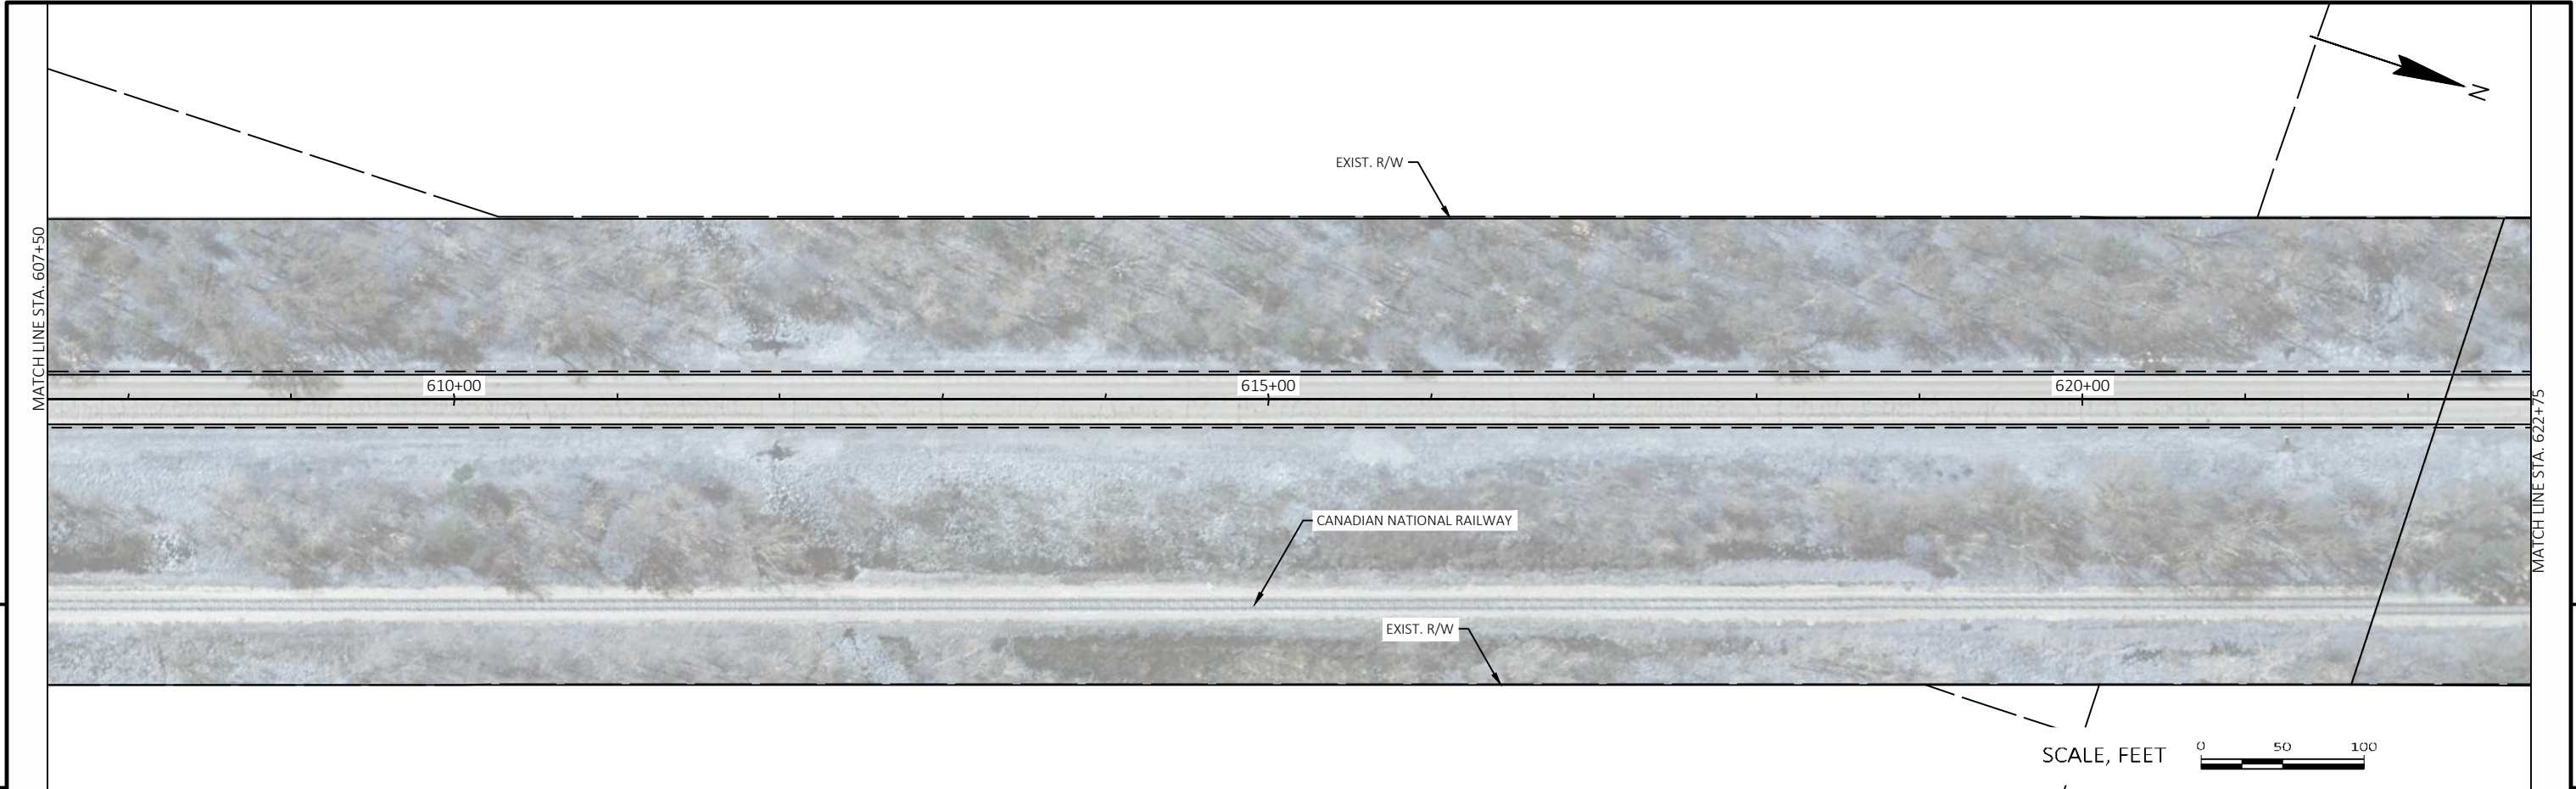 N
EXIST. R/W
MATCH LINE STA. 607+50
610+00
615+00
620+00
MATCH LINE STA. 622+75
CANADIAN NATIONAL RAILWAY
EXIST. R/W
SCALE, FEET
0 50 100